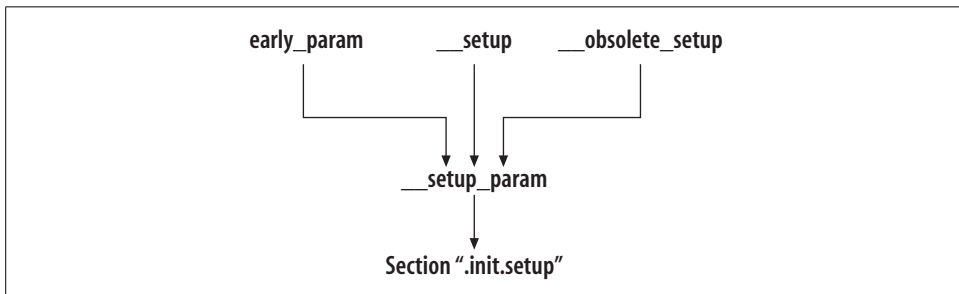 early_param __setup __obsolete_setup
__setup_param
Section “.init.setup”